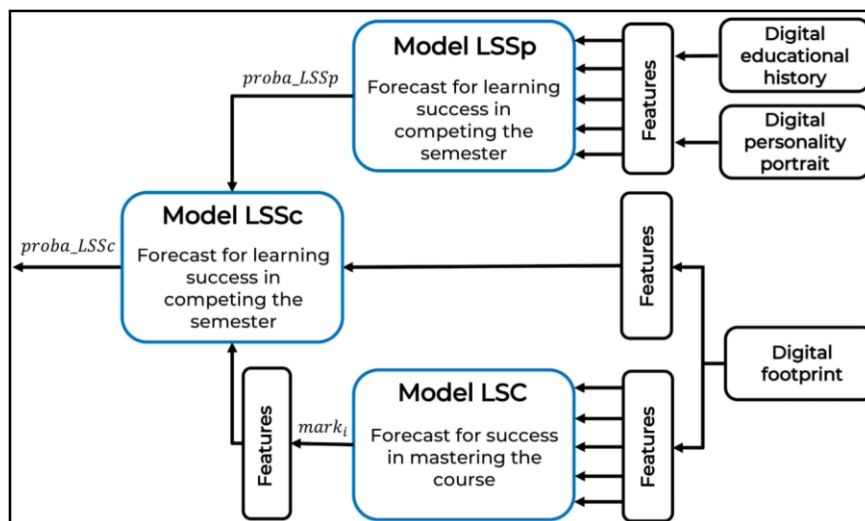 Model LSSp
Forecast for learning
success in
competing the
semester
proba_LSSp
Features
Digital
educational
history
Digital
personality
portrait
Model LSSc
Forecast for learning
success in
competing the
semester
proba_LSSc
Features
Digital
footprint
Model LSC
Forecast for success
in mastering the
course
mark_i
Features
Features